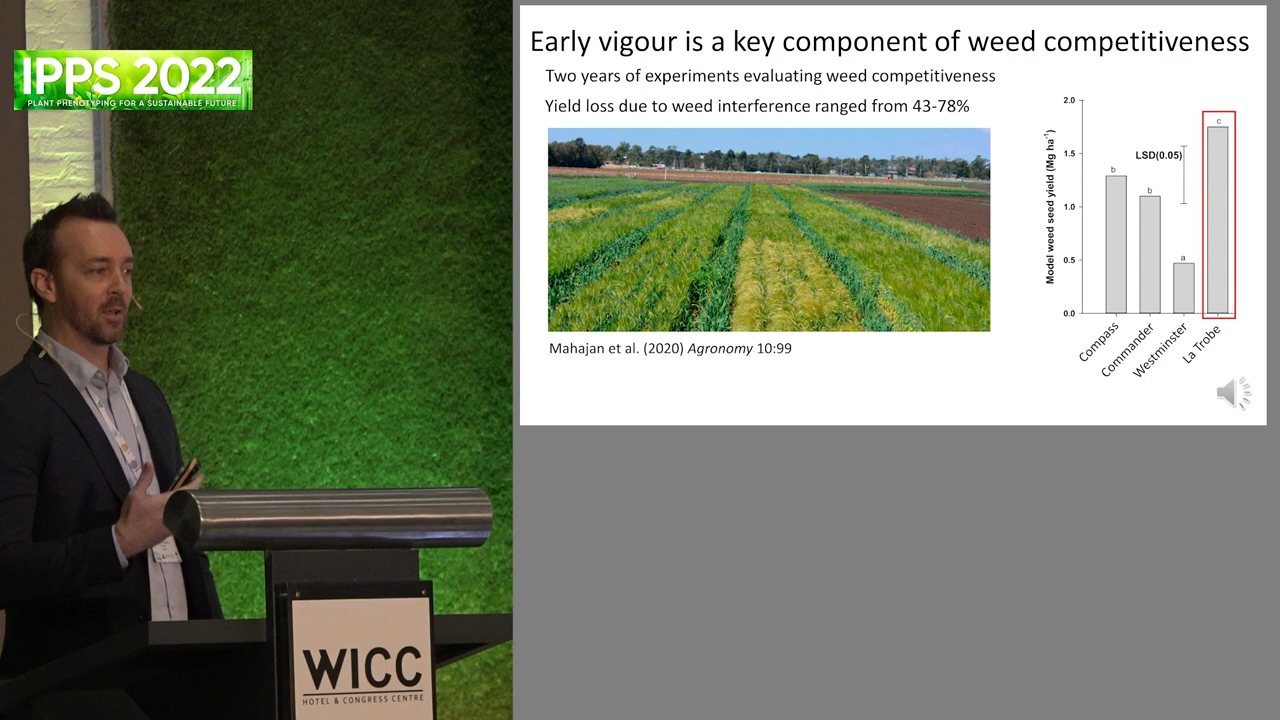 IPPS 2022
PLANT PHENOTYPING FOR A SUSTAINABLE FUTURE
WICC
HOTEL & CONGRESS CENTRE
Early vigour is a key component of weed competitiveness
Two years of experiments evaluating weed competitiveness
Yield loss due to weed interference ranged from 43-78%
Mahajan et al. (2020) Agronomy 10:99
Model weed seed yield (Mg ha⁻¹)
2.0
1.5
1.0
0.5
0.0
LSD(0.05)
b
b
a
c
Compass
Commander
Westminster
La Trobe